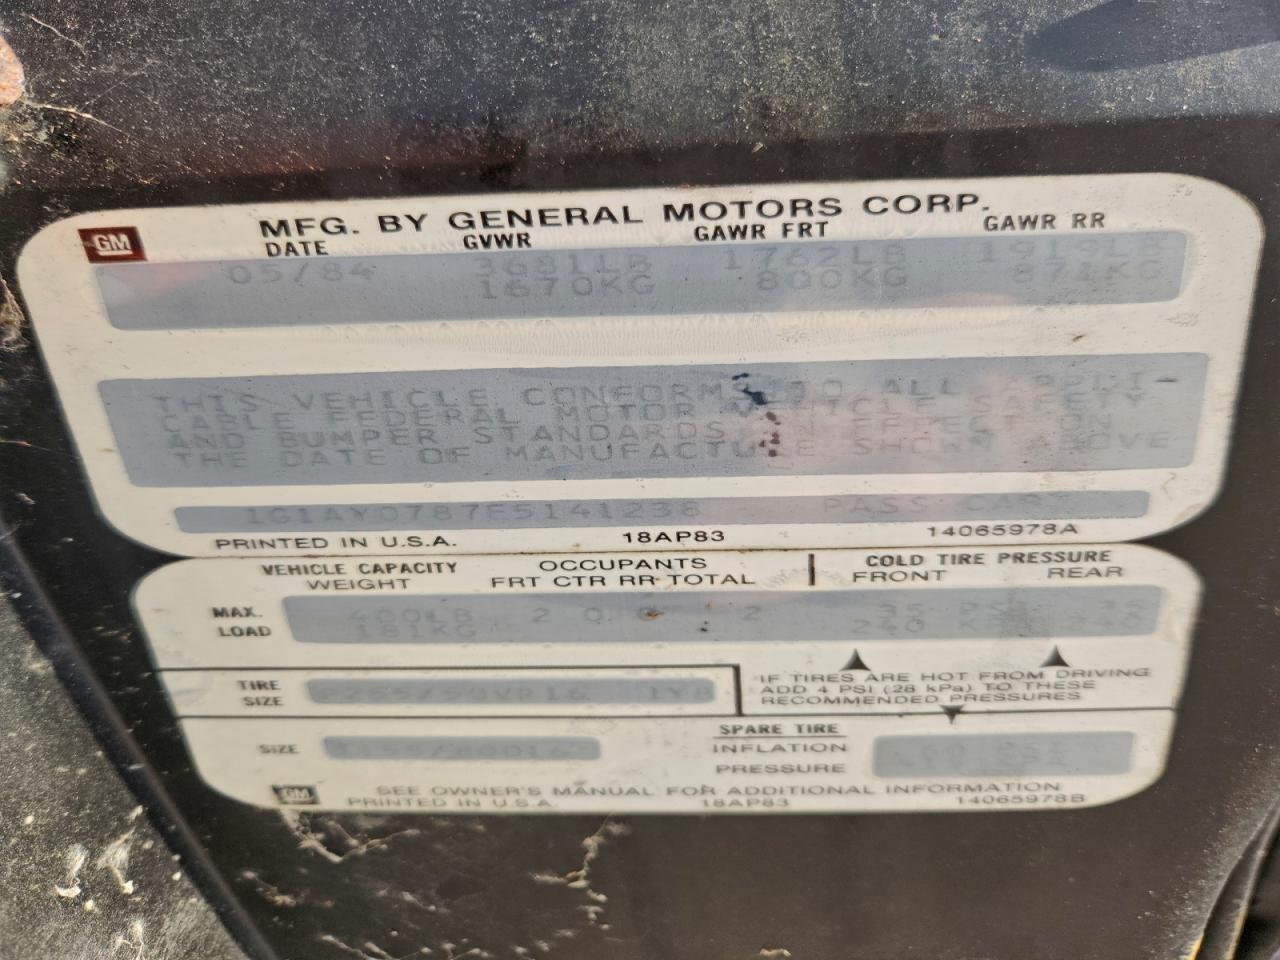 GM
MFG. BY GENERAL MOTORS CORP.
DATE GVWR GAWR FRT GAWR RR
05/84 3681LB 1762LB 1919LB
1670KG 800KG 871KG
THIS VEHICLE CONFORMS TO ALL APPLI-
CABLE FEDERAL MOTOR VEHICLE SAFETY
AND BUMPER STANDARDS IN EFFECT ON
THE DATE OF MANUFACTURE SHOWN ABOVE
1G1AY0787E5141238 PASS CAR
PRINTED IN U.S.A. 18AP83 14065978A
VEHICLE CAPACITY OCCUPANTS COLD TIRE PRESSURE
WEIGHT FRT CTR RR TOTAL FRONT REAR
MAX. 400LB 2 0 0 2 35 PSI 35
LOAD 181KG 240
TIRE
SIZE /50VR16
IF TIRES ARE HOT FROM DRIVING
ADD 4 PSI (28 kPa) TO THESE
RECOMMENDED PRESSURES
SPARE TIRE
SIZE INFLATION 60 PSI
PRESSURE
GM SEE OWNER'S MANUAL FOR ADDITIONAL INFORMATION
PRINTED IN U.S.A. 18AP83 14065978B